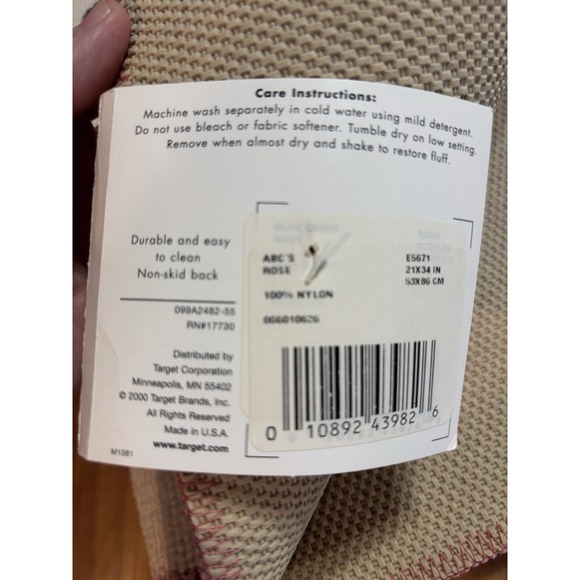 Care Instructions:
Machine wash separately in cold water using mild detergent.
Do not use bleach or fabric softener. Tumble dry on low setting.
Remove when almost dry and shake to restore fluff.
Durable and easy
to clean
Non-skid back
099A2482-55
RN#17730
Distributed by
Target Corporation
Minneapolis, MN 55402
© 2000 Target Brands, Inc.
All Rights Reserved
Made in U.S.A.
www.target.com
M1081
ABC'S E5671
ROSE 21X34 IN
53X86 CM
100% NYLON
066010626
0 10892 43982 6